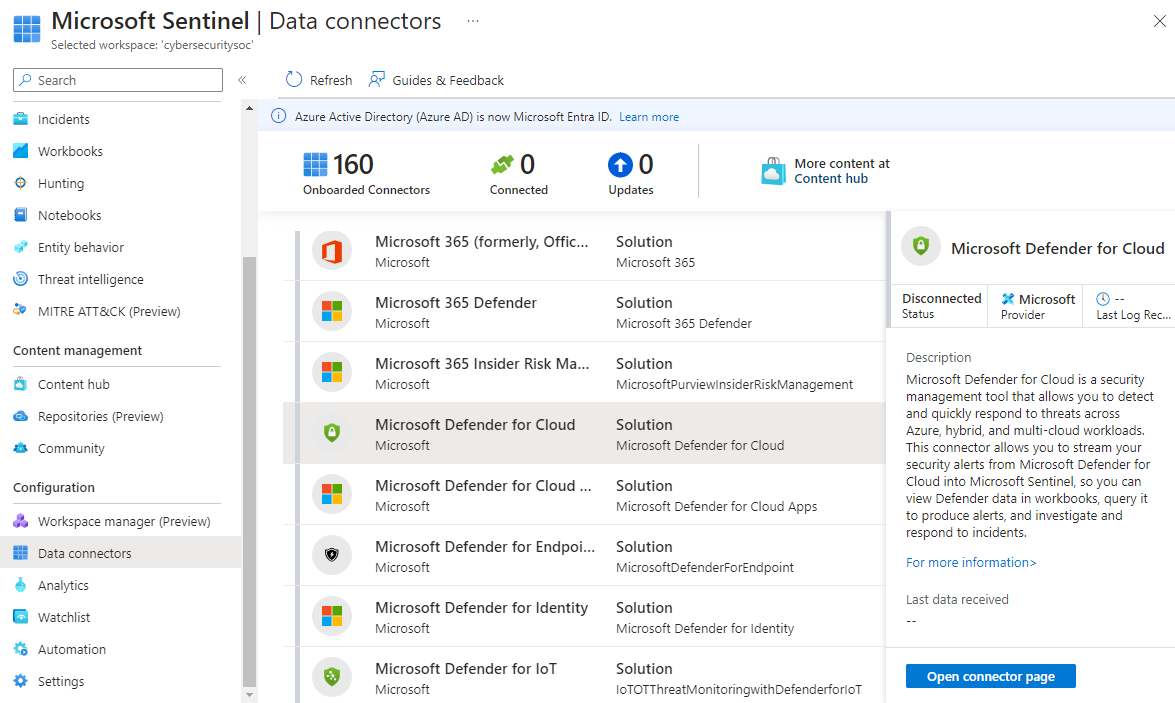 Microsoft Sentinel | Data connectors ...
Selected workspace: 'cybersecuritysoc'
Search
Incidents
Workbooks
Hunting
Notebooks
Entity behavior
Threat intelligence
MITRE ATT&CK (Preview)
Content management
Content hub
Repositories (Preview)
Community
Configuration
Workspace manager (Preview)
Data connectors
Analytics
Watchlist
Automation
Settings
Refresh Guides & Feedback
Azure Active Directory (Azure AD) is now Microsoft Entra ID. Learn more
160
Onboarded Connectors
0
Connected
0
Updates
More content at
Content hub
Microsoft 365 (formerly, Offic... Solution
Microsoft Microsoft 365
Microsoft 365 Defender Solution
Microsoft Microsoft 365 Defender
Microsoft 365 Insider Risk Ma... Solution
Microsoft MicrosoftPurviewInsiderRiskManagement
Microsoft Defender for Cloud Solution
Microsoft Microsoft Defender for Cloud
Microsoft Defender for Cloud ... Solution
Microsoft Microsoft Defender for Cloud Apps
Microsoft Defender for Endpoi... Solution
Microsoft MicrosoftDefenderForEndpoint
Microsoft Defender for Identity Solution
Microsoft Microsoft Defender for Identity
Microsoft Defender for IoT Solution
Microsoft IoTOTThreatMonitoringwithDefenderforIoT
Microsoft Defender for Cloud
Disconnected
Status
Microsoft
Provider
--
Last Log Rec...
Description
Microsoft Defender for Cloud is a security
management tool that allows you to detect
and quickly respond to threats across
Azure, hybrid, and multi-cloud workloads.
This connector allows you to stream your
security alerts from Microsoft Defender for
Cloud into Microsoft Sentinel, so you can
view Defender data in workbooks, query it
to produce alerts, and investigate and
respond to incidents.
For more information>
Last data received
--
Open connector page